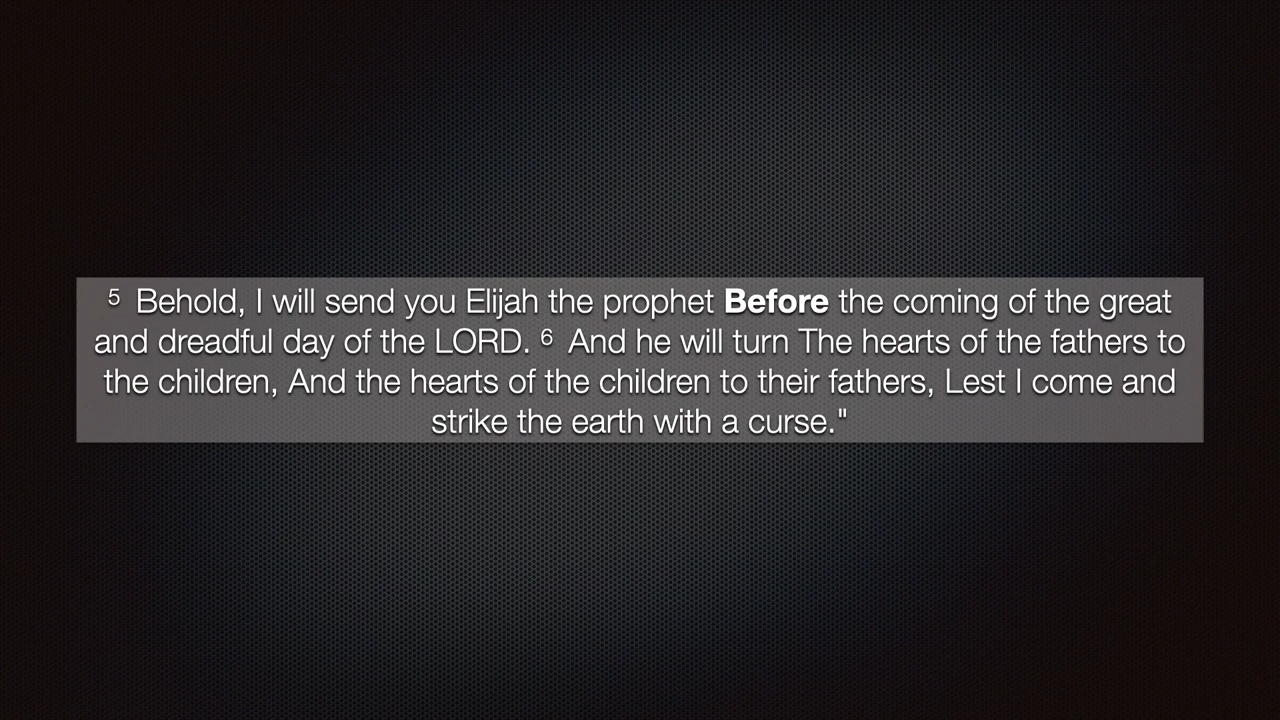 5 Behold, I will send you Elijah the prophet Before the coming of the great
and dreadful day of the LORD. 6 And he will turn The hearts of the fathers to
the children, And the hearts of the children to their fathers, Lest I come and
strike the earth with a curse."